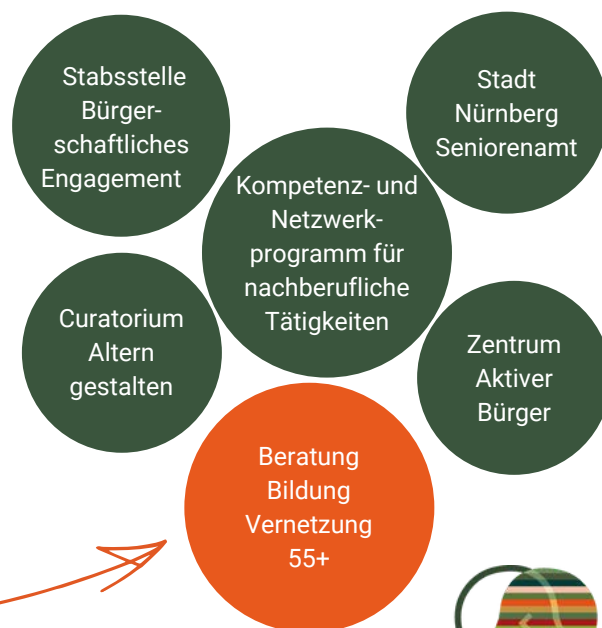 Stabsstelle
Bürger-
schaftliches
Engagement
Stadt
Nürnberg
Seniorenamt
Kompetenz- und
Netzwerk-
programm für
nachberufliche
Tätigkeiten
Curatorium
Altern
gestalten
Zentrum
Aktiver
Bürger
Beratung
Bildung
Vernetzung
55+